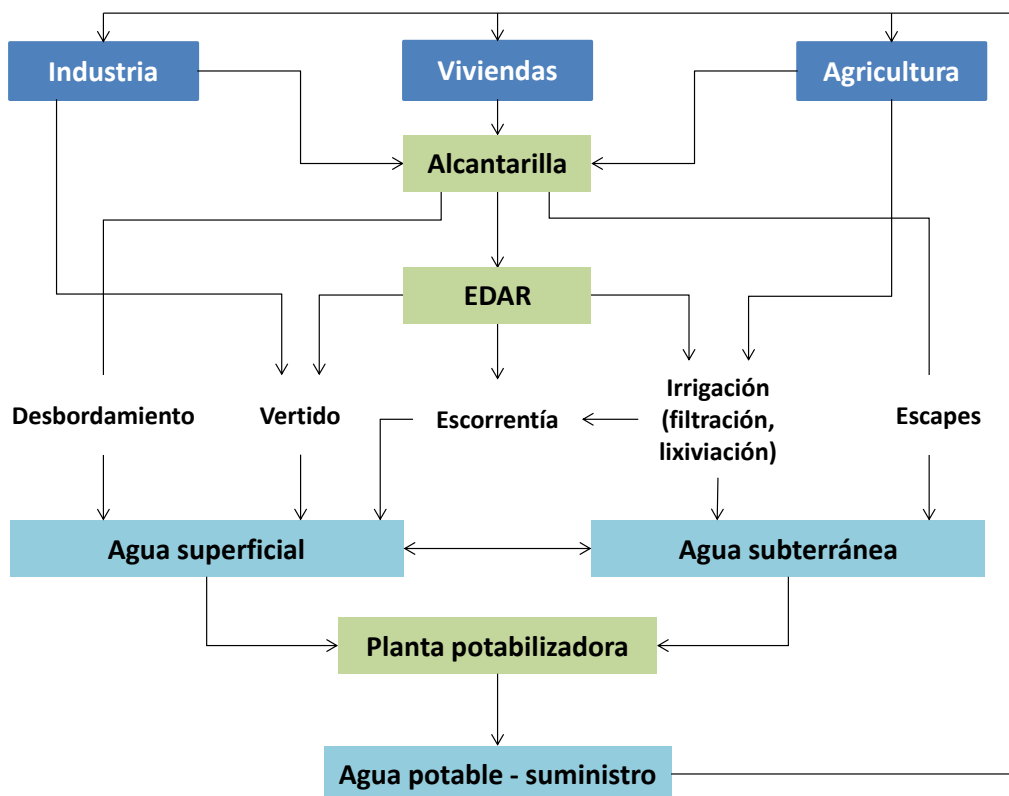 Industria
Viviendas
Agricultura
Alcantarilla
EDAR
Desbordamiento
Vertido
Escorrentía
Irrigación
(filtración,
lixiviación)
Escapes
Agua superficial
Agua subterránea
Planta potabilizadora
Agua potable - suministro